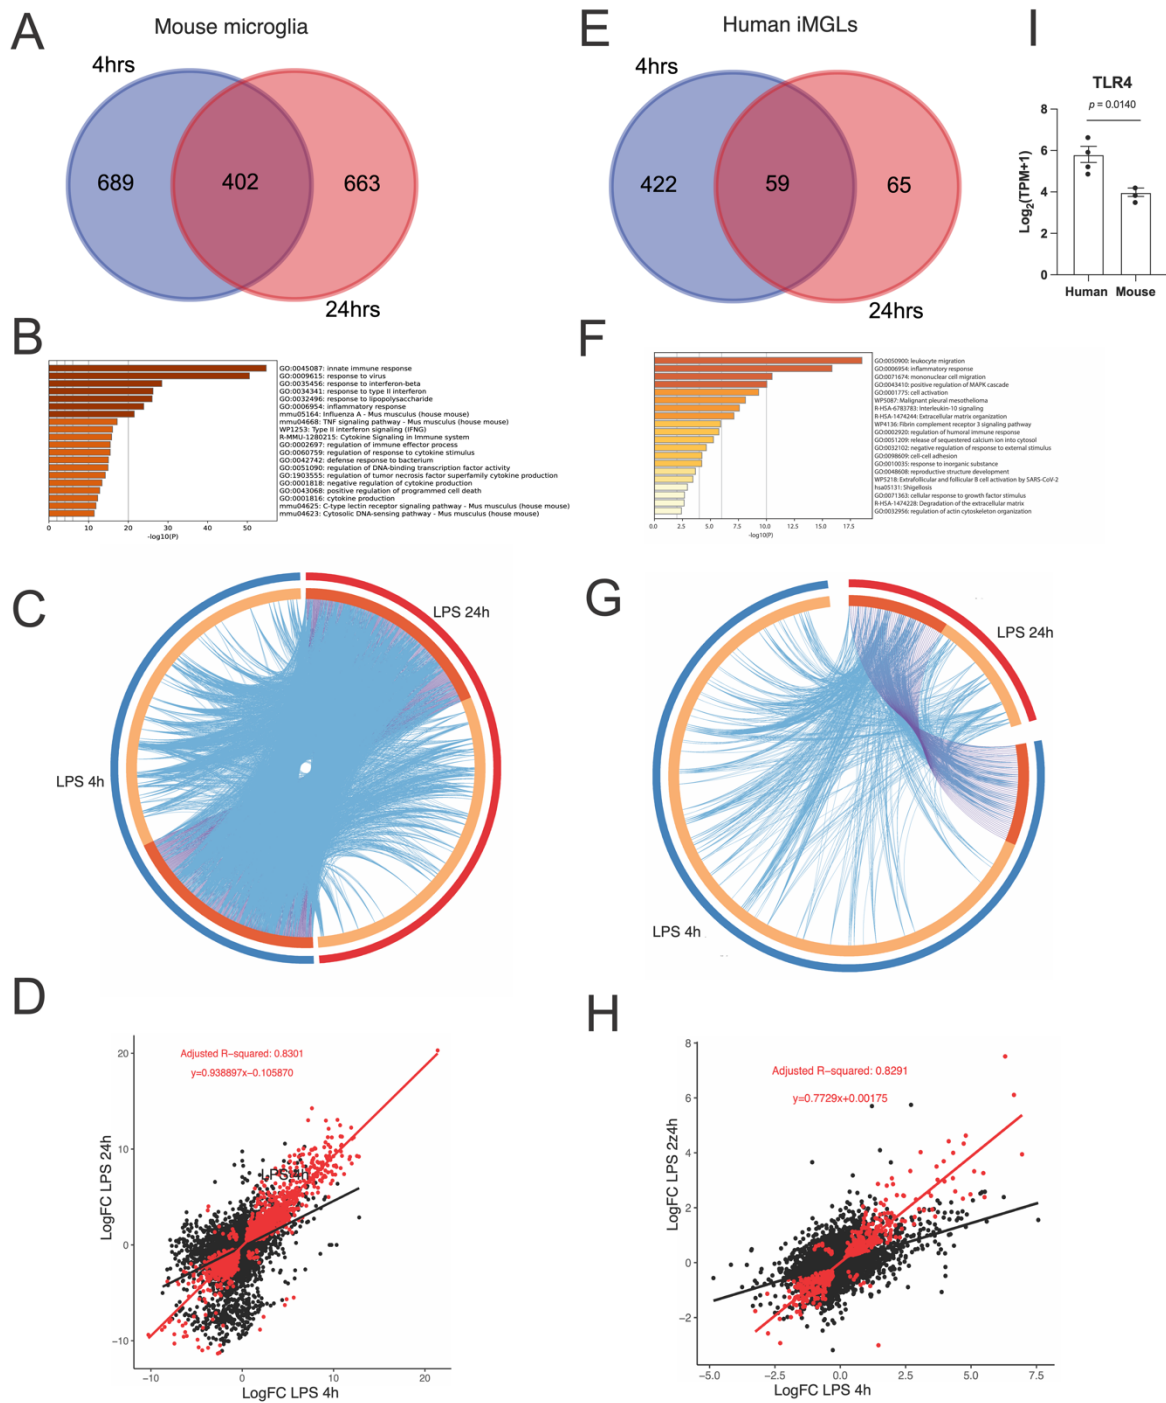 A
Mouse microglia
4hrs
689
402
663
24hrs
E
Human iMGLs
4hrs
422
59
65
24hrs
I
TLR4
p = 0.0140
Log2(TPM+1)
8
6
4
2
0
Human Mouse
B
GO:0045087: innate immune response
GO:0009615: response to virus
GO:0035456: response to interferon-beta
GO:0034341: response to type II interferon
GO:0032496: response to lipopolysaccharide
GO:0006954: inflammatory response
mmu05164: Influenza A - Mus musculus (house mouse)
mmu04668: TNF signaling pathway - Mus musculus (house mouse)
WP1253: Type II interferon signaling (IFNG)
R-MMU-1280215: Cytokine Signaling in Immune system
GO:0002697: regulation of immune effector process
GO:0060759: regulation of response to cytokine stimulus
GO:0042742: defense response to bacterium
GO:0051090: regulation of DNA-binding transcription factor activity
GO:1903555: regulation of tumor necrosis factor superfamily cytokine production
GO:0001818: negative regulation of cytokine production
GO:0043068: positive regulation of programmed cell death
GO:0001816: cytokine production
mmu04625: C-type lectin receptor signaling pathway - Mus musculus (house mouse)
mmu04623: Cytosolic DNA-sensing pathway - Mus musculus (house mouse)
0 10 20 30 40 50
-log10(P)
F
GO:0050900: leukocyte migration
GO:0006954: inflammatory response
GO:0071674: mononuclear cell migration
GO:0043410: positive regulation of MAPK cascade
GO:0001775: cell activation
WP5087: Malignant pleural mesothelioma
R-HSA-6783783: Interleukin-10 signaling
R-HSA-1474244: Extracellular matrix organization
WP4136: Fibrin complement receptor 3 signaling pathway
GO:0002920: regulation of humoral immune response
GO:0051209: release of sequestered calcium ion into cytosol
GO:0032102: negative regulation of response to external stimulus
GO:0098609: cell-cell adhesion
GO:0010035: response to inorganic substance
GO:0048608: reproductive structure development
WP5218: Extrafollicular and follicular B cell activation by SARS-CoV-2
hsa05131: Shigellosis
GO:0071363: cellular response to growth factor stimulus
R-HSA-1474228: Degradation of the extracellular matrix
GO:0032956: regulation of actin cytoskeleton organization
0.0 2.5 5.0 7.5 10.0 12.5 15.0 17.5
-log10(P)
C
LPS 24h
LPS 4h
G
LPS 24h
LPS 4h
D
Adjusted R−squared: 0.8301
y=0.938897x−0.105870
LPS 4h
LogFC LPS 24h
20
10
0
−10
−10 0 10 20
LogFC LPS 4h
H
Adjusted R−squared: 0.8291
y=0.7729x+0.00175
LogFC LPS 2z4h
8
6
4
2
0
−2
−5.0 −2.5 0.0 2.5 5.0 7.5
LogFC LPS 4h